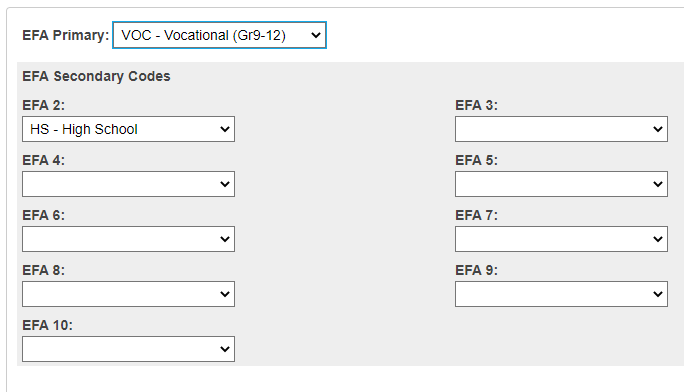 EFA Primary: VOC - Vocational (Gr9-12)
EFA Secondary Codes
EFA 2: EFA 3:
HS - High School
EFA 4: EFA 5:
EFA 6: EFA 7:
EFA 8: EFA 9:
EFA 10: